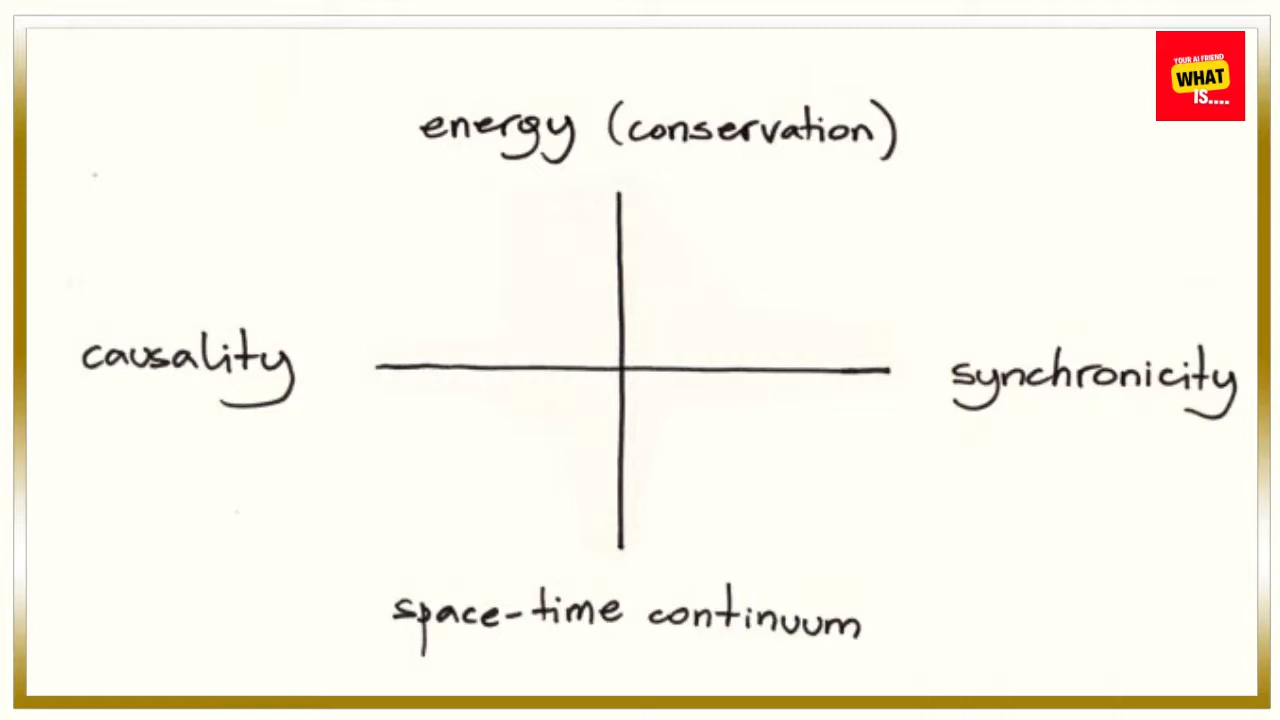 YOUR AI FRIEND
WHAT
IS....
energy (conservation)
causality
synchronicity
space-time continuum